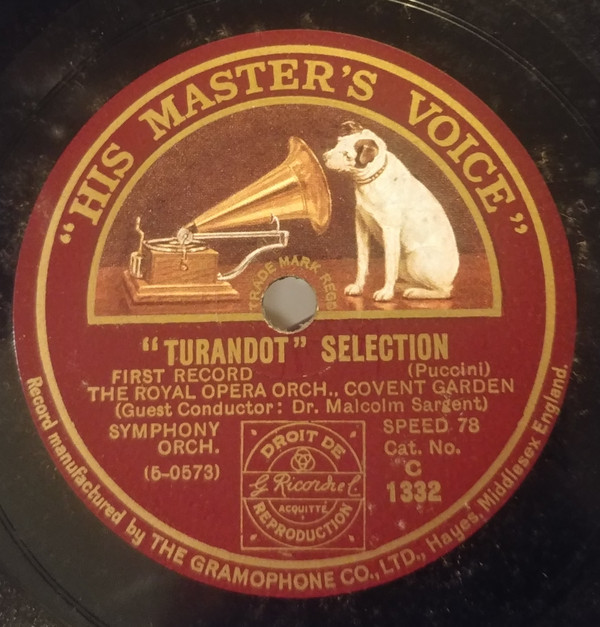 "HIS MASTER'S VOICE"
TRADE MARK REGD
"TURANDOT" SELECTION
FIRST RECORD (Puccini)
THE ROYAL OPERA ORCH., COVENT GARDEN
(Guest Conductor: Dr. Malcolm Sargent)
SYMPHONY ORCH.
(5-0573)
SPEED 78
Cat. No.
C
1332
DROIT DE
G. Ricordi e C.
ACQUITTÉ
REPRODUCTION
Record manufactured by THE GRAMOPHONE CO., LTD., Hayes, Middlesex England.